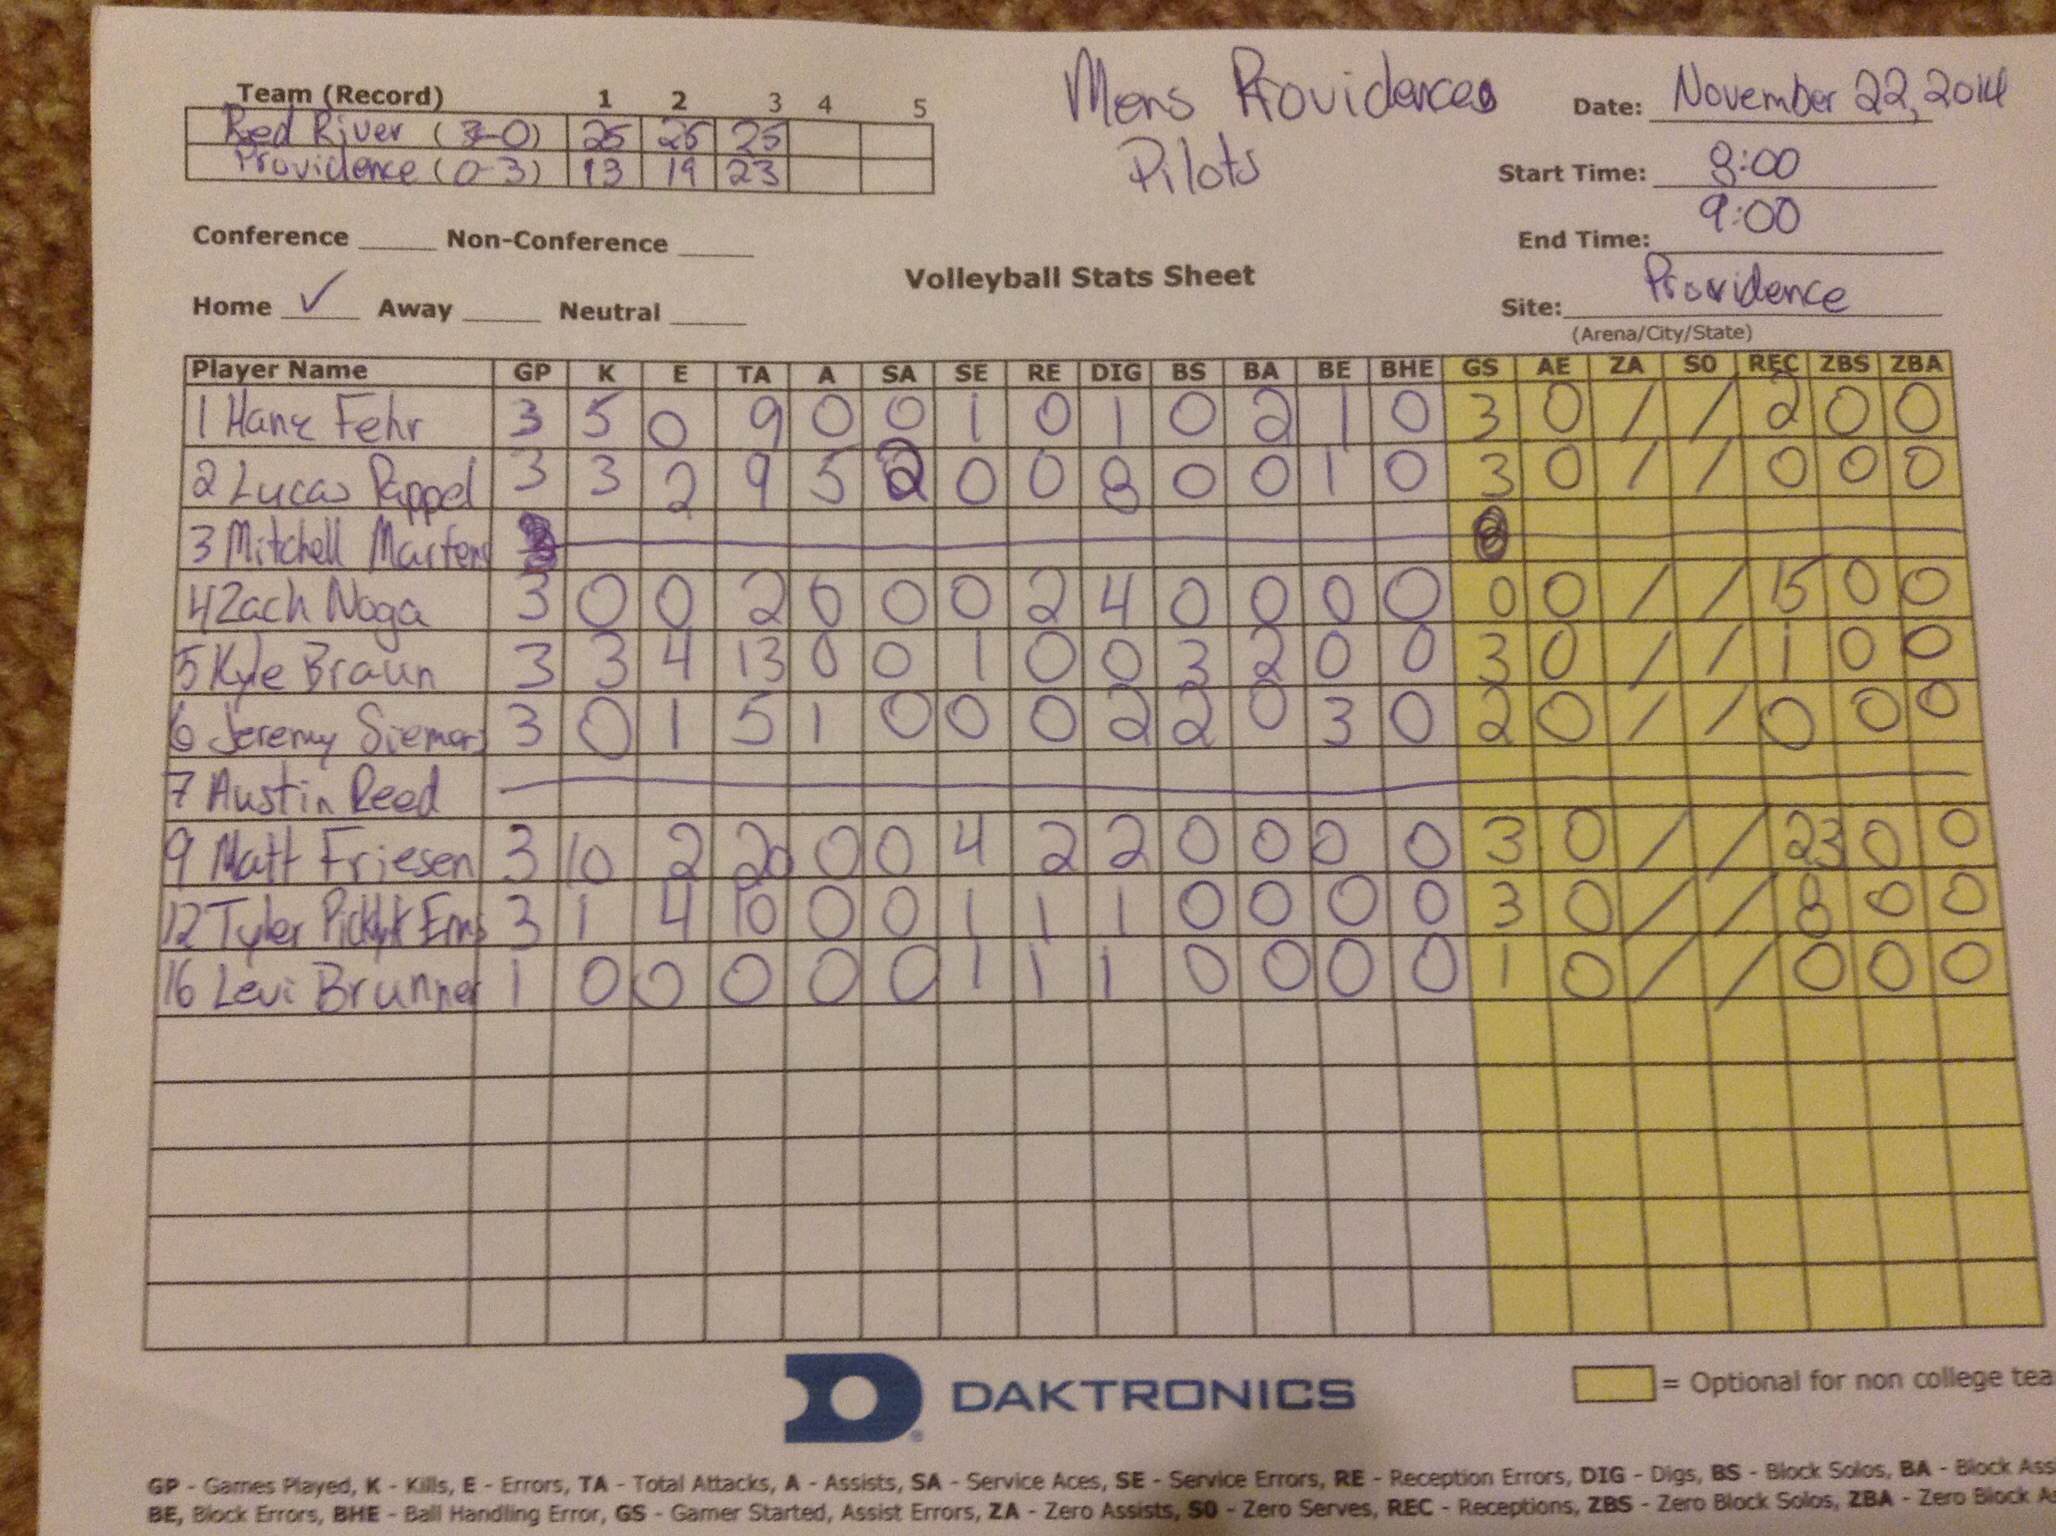 Team (Record) 1 2 3 4 5
Red River (3-0) 25 25 25
Providence (0-3) 13 19 23
Mens Providence
Pilots
Date: November 22, 2014
Start Time: 8:00
End Time: 9:00
Site: Providence
(Arena/City/State)
Conference Non-Conference
Home ✓ Away Neutral
Volleyball Stats Sheet
Player Name GP K E TA A SA SE RE DIG BS BA BE BHE GS AE ZA SO REC ZBS ZBA
1 Hanz Fehr 3 5 0 9 0 0 1 0 1 0 2 1 0 3 0 / / 2 0 0
2 Lucas Pappel 3 3 2 9 5 2 0 0 8 0 0 1 0 3 0 / / 0 0 0
3 Mitchell Martens
4 Zach Noga 3 0 0 2 0 0 0 2 4 0 0 0 0 0 0 / / 15 0 0
5 Kyle Braun 3 3 4 13 0 0 1 0 0 3 2 0 0 3 0 / / 1 0 0
6 Jeremy Siemens 3 0 1 5 1 0 0 0 2 2 0 3 0 2 0 / / 0 0 0
7 Austin Reed
9 Matt Friesen 3 10 2 20 0 0 4 2 2 0 0 0 0 3 0 / / 23 0 0
12 Tyler Picklyk Ems 3 1 4 10 0 0 1 1 1 0 0 0 0 3 0 / / 8 0 0
16 Levi Brunner 1 0 0 0 0 0 1 1 1 0 0 0 0 1 0 / / 0 0 0
DAKTRONICS
= Optional for non college tea
GP - Games Played, K - Kills, E - Errors, TA - Total Attacks, A - Assists, SA - Service Aces, SE - Service Errors, RE - Reception Errors, DIG - Digs, BS - Block Solos, BA - Block Ass
BE, Block Errors, BHE - Ball Handling Error, GS - Gamer Started, Assist Errors, ZA - Zero Assists, SO - Zero Serves, REC - Receptions, ZBS - Zero Block Solos, ZBA - Zero Block As